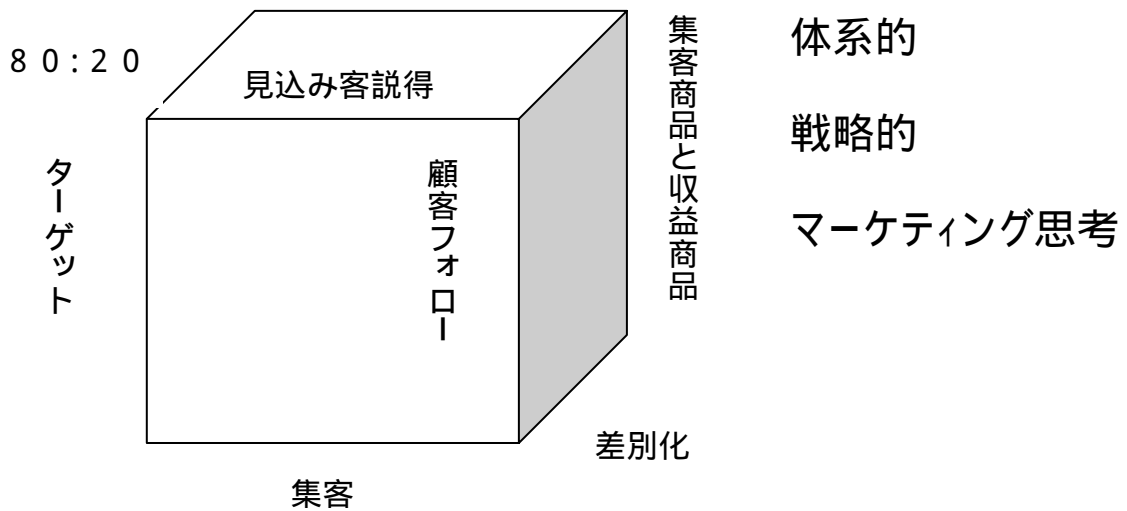 ８０:２０
見込み客説得
ターゲット
顧客フォロー
集客商品と収益商品
差別化
集客
体系的
戦略的
マーケティング思考